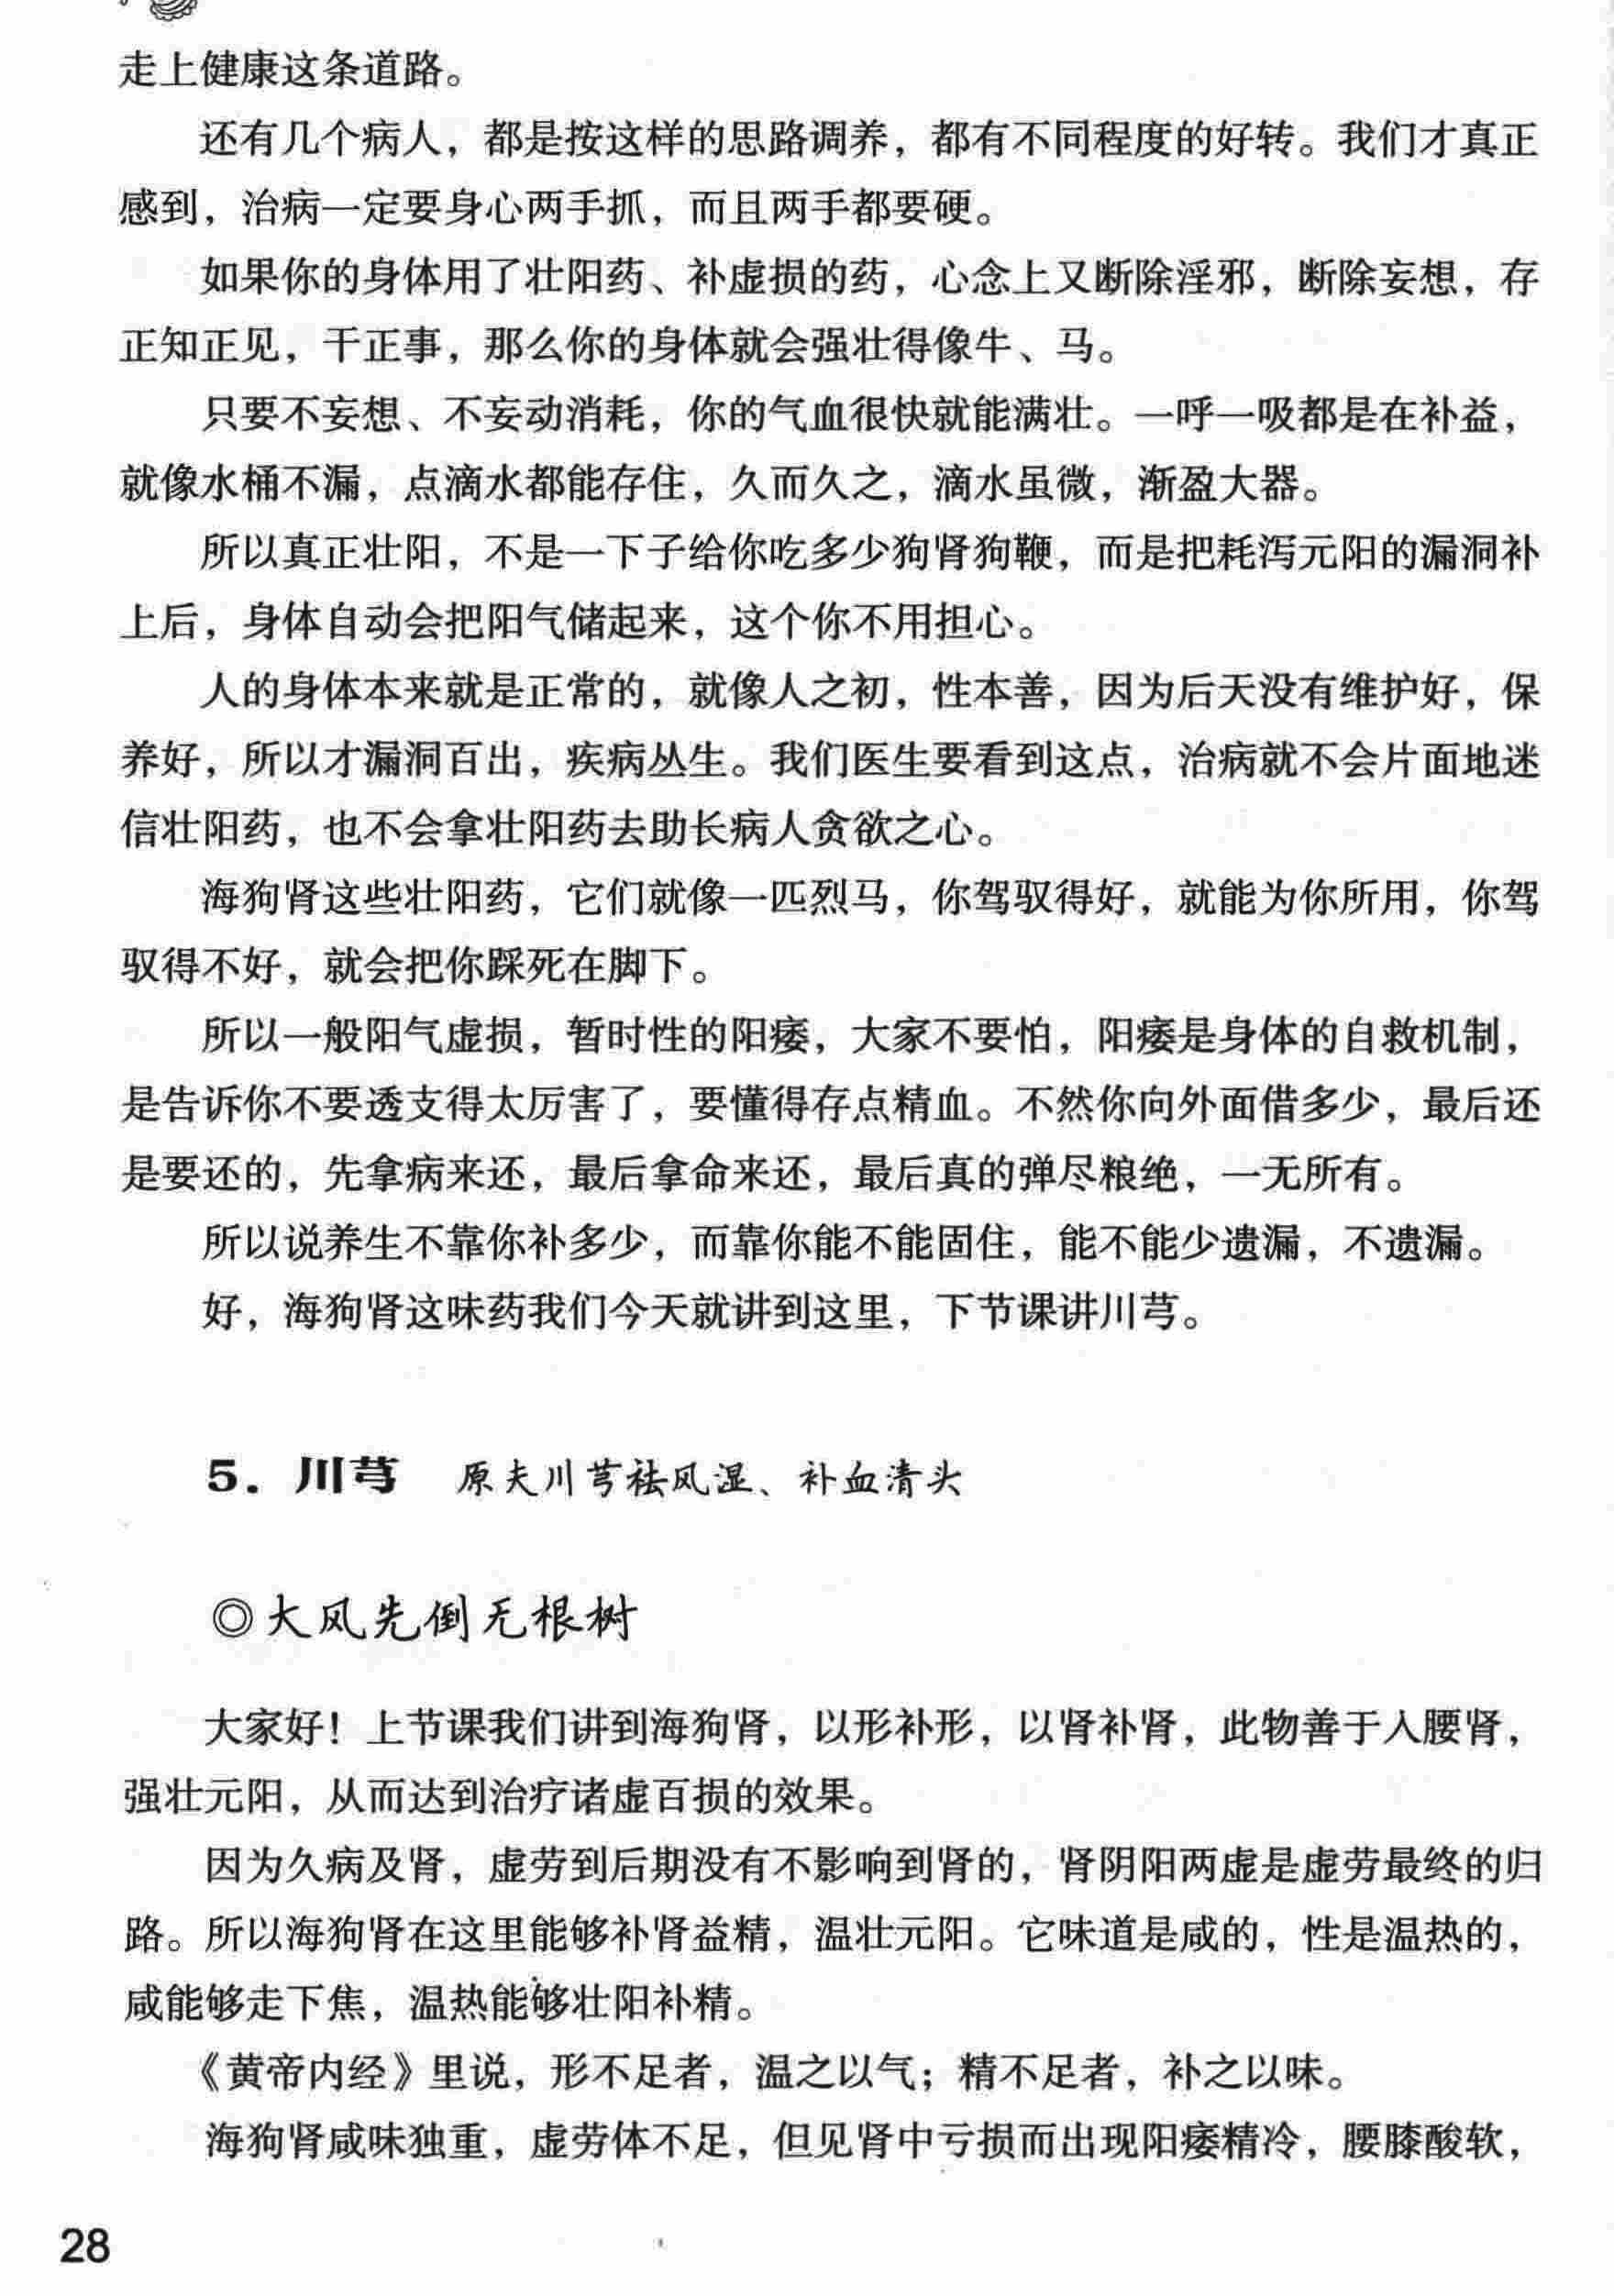 走上健康这条道路。
还有几个病人，都是按这样的思路调养，都有不同程度的好转。我们才真正
感到，治病一定要身心两手抓，而且两手都要硬。
如果你的身体用了壮阳药、补虚损的药，心念上又断除淫邪，断除妄想，存
正知正见，干正事，那么你的身体就会强壮得像牛、马。
只要不妄想、不妄动消耗，你的气血很快就能满壮。一呼一吸都是在补益，
就像水桶不漏，点滴水都能存住，久而久之，滴水虽微，渐盈大器。
所以真正壮阳，不是一下子给你吃多少狗肾狗鞭，而是把耗泻元阳的漏洞补
上后，身体自动会把阳气储起来，这个你不用担心。
人的身体本来就是正常的，就像人之初，性本善，因为后天没有维护好，保
养好，所以才漏洞百出，疾病丛生。我们医生要看到这点，治病就不会片面地迷
信壮阳药，也不会拿壮阳药去助长病人贪欲之心。
海狗肾这些壮阳药，它们就像一匹烈马，你驾驭得好，就能为你所用，你驾
驭得不好，就会把你踩死在脚下。
所以一般阳气虚损，暂时性的阳痿，大家不要怕，阳痿是身体的自救机制，
是告诉你不要透支得太厉害了，要懂得存点精血。不然你向外面借多少，最后还
是要还的，先拿病来还，最后拿命来还，最后真的弹尽粮绝，一无所有。
所以说养生不靠你补多少，而靠你能不能固住，能不能少遗漏，不遗漏。
好，海狗肾这味药我们今天就讲到这里，下节课讲川芎。
5. 川芎 原夫川芎祛风湿、补血清头
◎大风先倒无根树
大家好！上节课我们讲到海狗肾，以形补形，以肾补肾，此物善于入腰肾，
强壮元阳，从而达到治疗诸虚百损的效果。
因为久病及肾，虚劳到后期没有不影响到肾的，肾阴阳两虚是虚劳最终的归
路。所以海狗肾在这里能够补肾益精，温壮元阳。它味道是咸的，性是温热的，
咸能够走下焦，温热能够壮阳补精。
《黄帝内经》里说，形不足者，温之以气；精不足者，补之以味。
海狗肾咸味独重，虚劳体不足，但见肾中亏损而出现阳痿精冷，腰膝酸软，
28